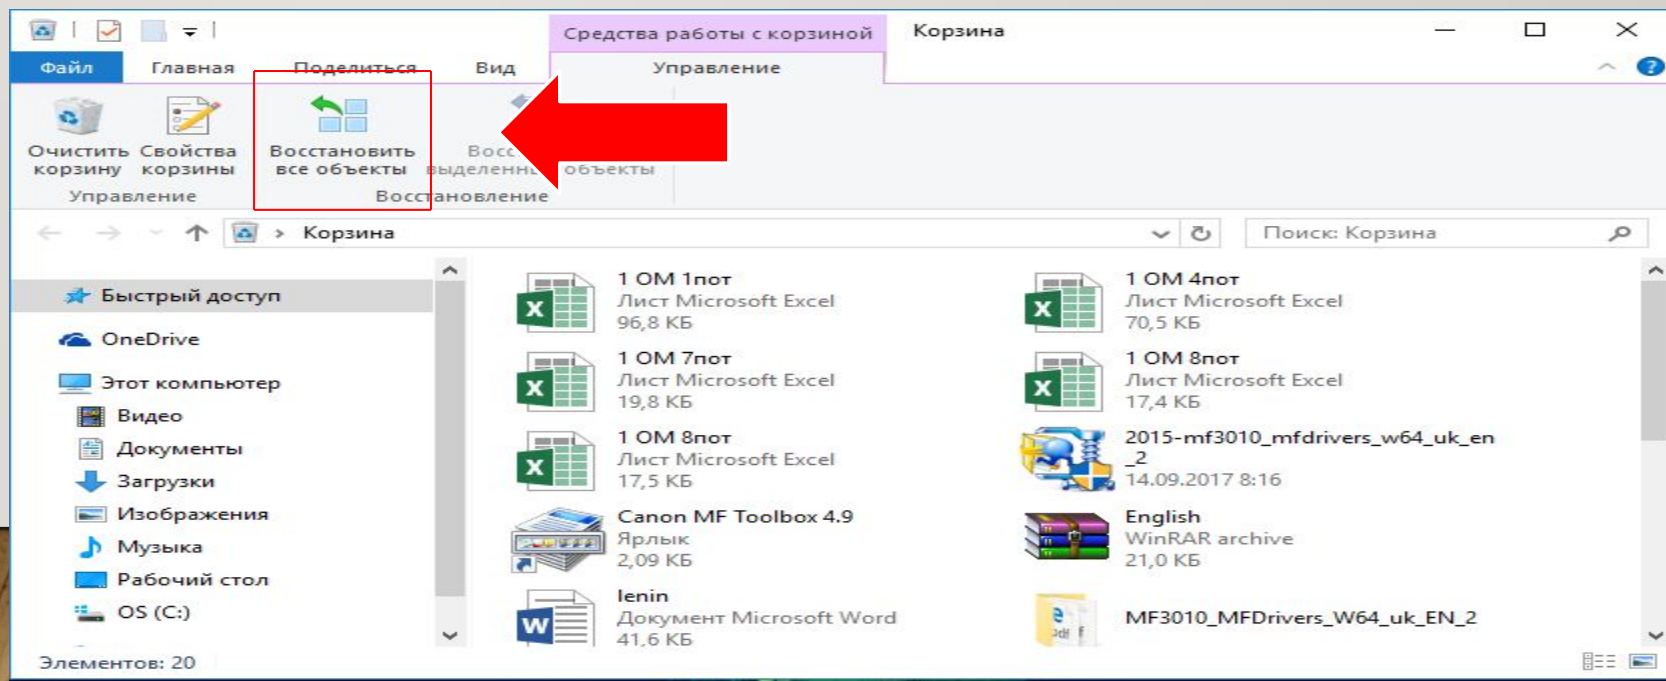 Средства работы с корзиной
Корзина
Файл
Главная
Поделиться
Вид
Управление
Очистить
корзину
Свойства
корзины
Восстановить
все объекты
объекты
Управление
Восстановление
Корзина
Поиск: Корзина
Быстрый доступ
OneDrive
Этот компьютер
Видео
Документы
Загрузки
Изображения
Музыка
Рабочий стол
OS (C:)
1 ОМ 1пот
Лист Microsoft Excel
96,8 КБ
1 ОМ 4пот
Лист Microsoft Excel
70,5 КБ
1 ОМ 7пот
Лист Microsoft Excel
19,8 КБ
1 ОМ 8пот
Лист Microsoft Excel
17,4 КБ
1 ОМ 8пот
Лист Microsoft Excel
17,5 КБ
2015-mf3010_mfdrivers_w64_uk_en
_2
14.09.2017 8:16
Canon MF Toolbox 4.9
Ярлык
2,09 КБ
English
WinRAR archive
21,0 КБ
lenin
Документ Microsoft Word
41,6 КБ
MF3010_MFDrivers_W64_uk_EN_2
Элементов: 20